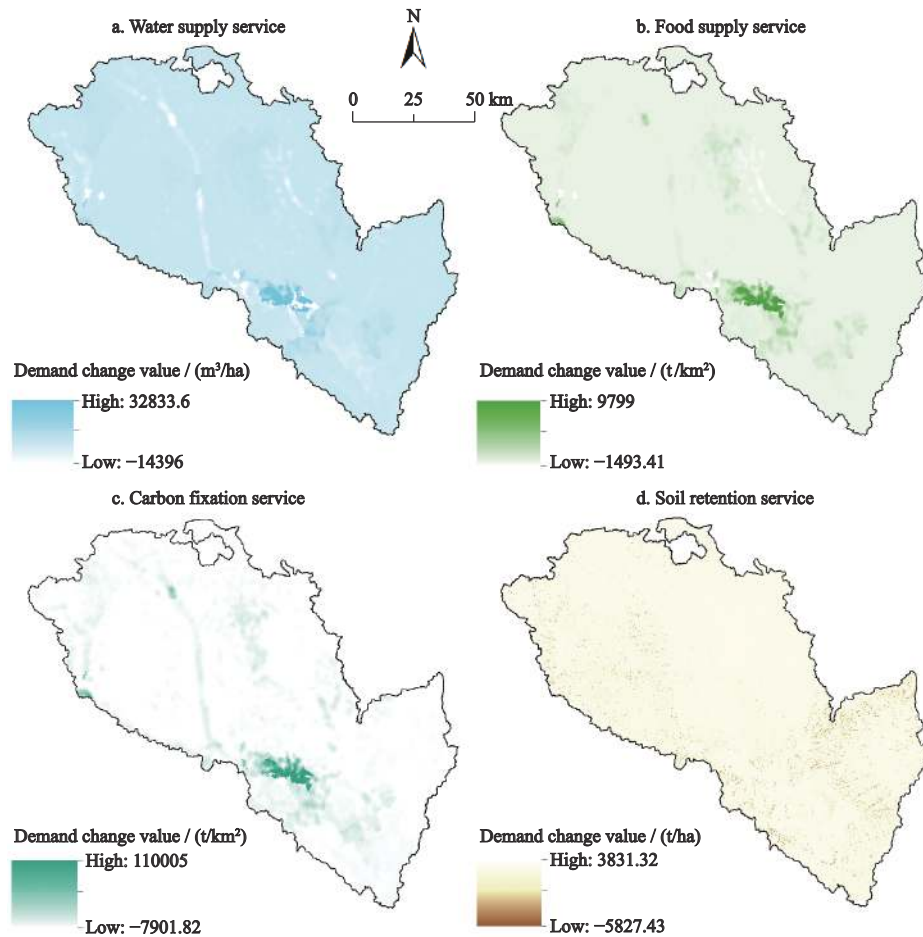 a. Water supply service
N
b. Food supply service
0 25 50 km
Demand change value / (m³/ha)
High: 32833.6
Low: −14396
Demand change value / (t/km²)
High: 9799
Low: −1493.41
c. Carbon fixation service
d. Soil retention service
Demand change value / (t/km²)
High: 110005
Low: −7901.82
Demand change value / (t/ha)
High: 3831.32
Low: −5827.43